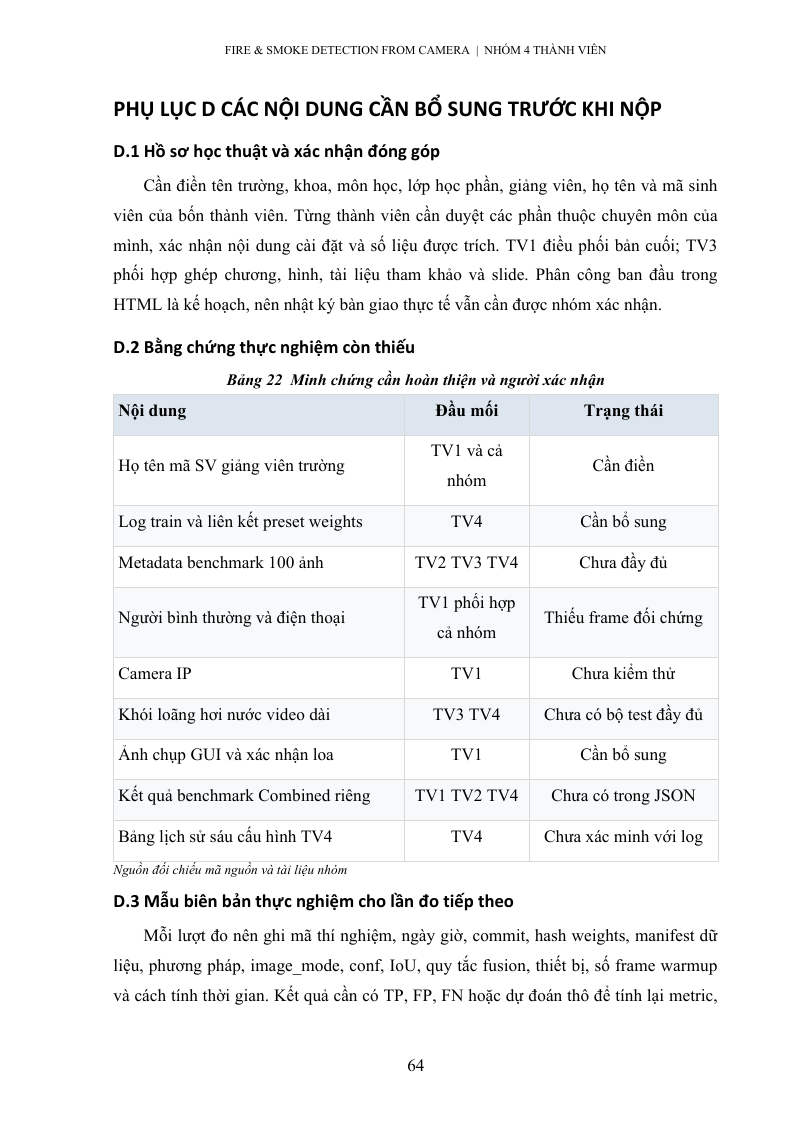 FIRE & SMOKE DETECTION FROM CAMERA | NHÓM 4 THÀNH VIÊN
PHỤ LỤC D CÁC NỘI DUNG CẦN BỔ SUNG TRƯỚC KHI NỘP
D.1 Hồ sơ học thuật và xác nhận đóng góp
Cần điền tên trường, khoa, môn học, lớp học phần, giảng viên, họ tên và mã sinh
viên của bốn thành viên. Từng thành viên cần duyệt các phần thuộc chuyên môn của
mình, xác nhận nội dung cài đặt và số liệu được trích. TV1 điều phối bản cuối; TV3
phối hợp ghép chương, hình, tài liệu tham khảo và slide. Phân công ban đầu trong
HTML là kế hoạch, nên nhật ký bàn giao thực tế vẫn cần được nhóm xác nhận.
D.2 Bằng chứng thực nghiệm còn thiếu
Bảng 22 Minh chứng cần hoàn thiện và người xác nhận
Nội dung Đầu mối Trạng thái
Họ tên mã SV giảng viên trường TV1 và cả nhóm Cần điền
Log train và liên kết preset weights TV4 Cần bổ sung
Metadata benchmark 100 ảnh TV2 TV3 TV4 Chưa đầy đủ
Người bình thường và điện thoại TV1 phối hợp cả nhóm Thiếu frame đối chứng
Camera IP TV1 Chưa kiểm thử
Khói loãng hơi nước video dài TV3 TV4 Chưa có bộ test đầy đủ
Ảnh chụp GUI và xác nhận loa TV1 Cần bổ sung
Kết quả benchmark Combined riêng TV1 TV2 TV4 Chưa có trong JSON
Bảng lịch sử sáu cấu hình TV4 TV4 Chưa xác minh với log
Nguồn đối chiếu mã nguồn và tài liệu nhóm
D.3 Mẫu biên bản thực nghiệm cho lần đo tiếp theo
Mỗi lượt đo nên ghi mã thí nghiệm, ngày giờ, commit, hash weights, manifest dữ
liệu, phương pháp, image_mode, conf, IoU, quy tắc fusion, thiết bị, số frame warmup
và cách tính thời gian. Kết quả cần có TP, FP, FN hoặc dự đoán thô để tính lại metric,
64